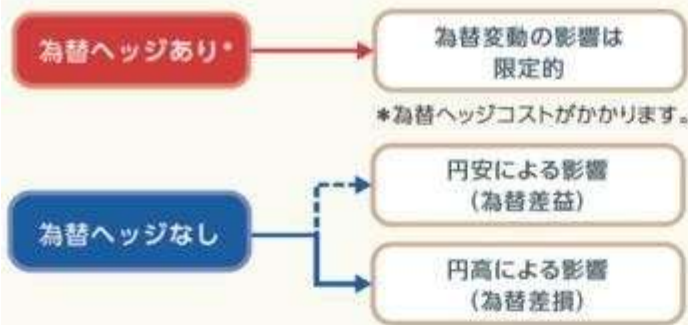 為替ヘッジあり*
為替変動の影響は
限定的
*為替ヘッジコストがかかります。
円安による影響
(為替差益)
為替ヘッジなし
円高による影響
(為替差損)